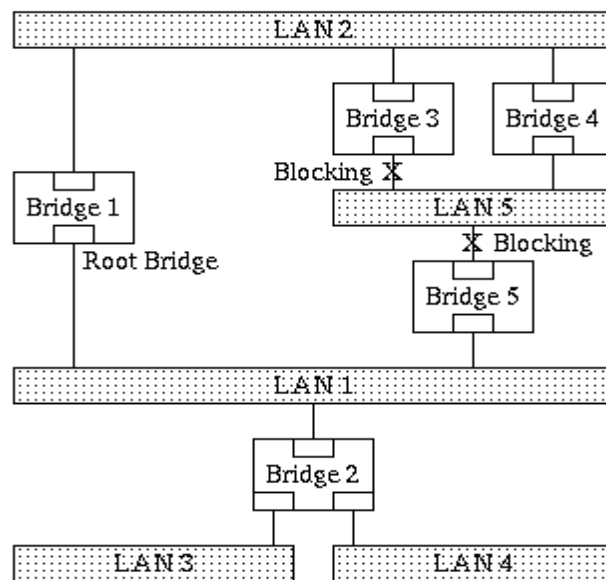 LAN 2
Bridge 3
Bridge 4
Blocking X
Bridge 1
LAN 5
Root Bridge
X Blocking
Bridge 5
LAN 1
Bridge 2
LAN 3
LAN 4